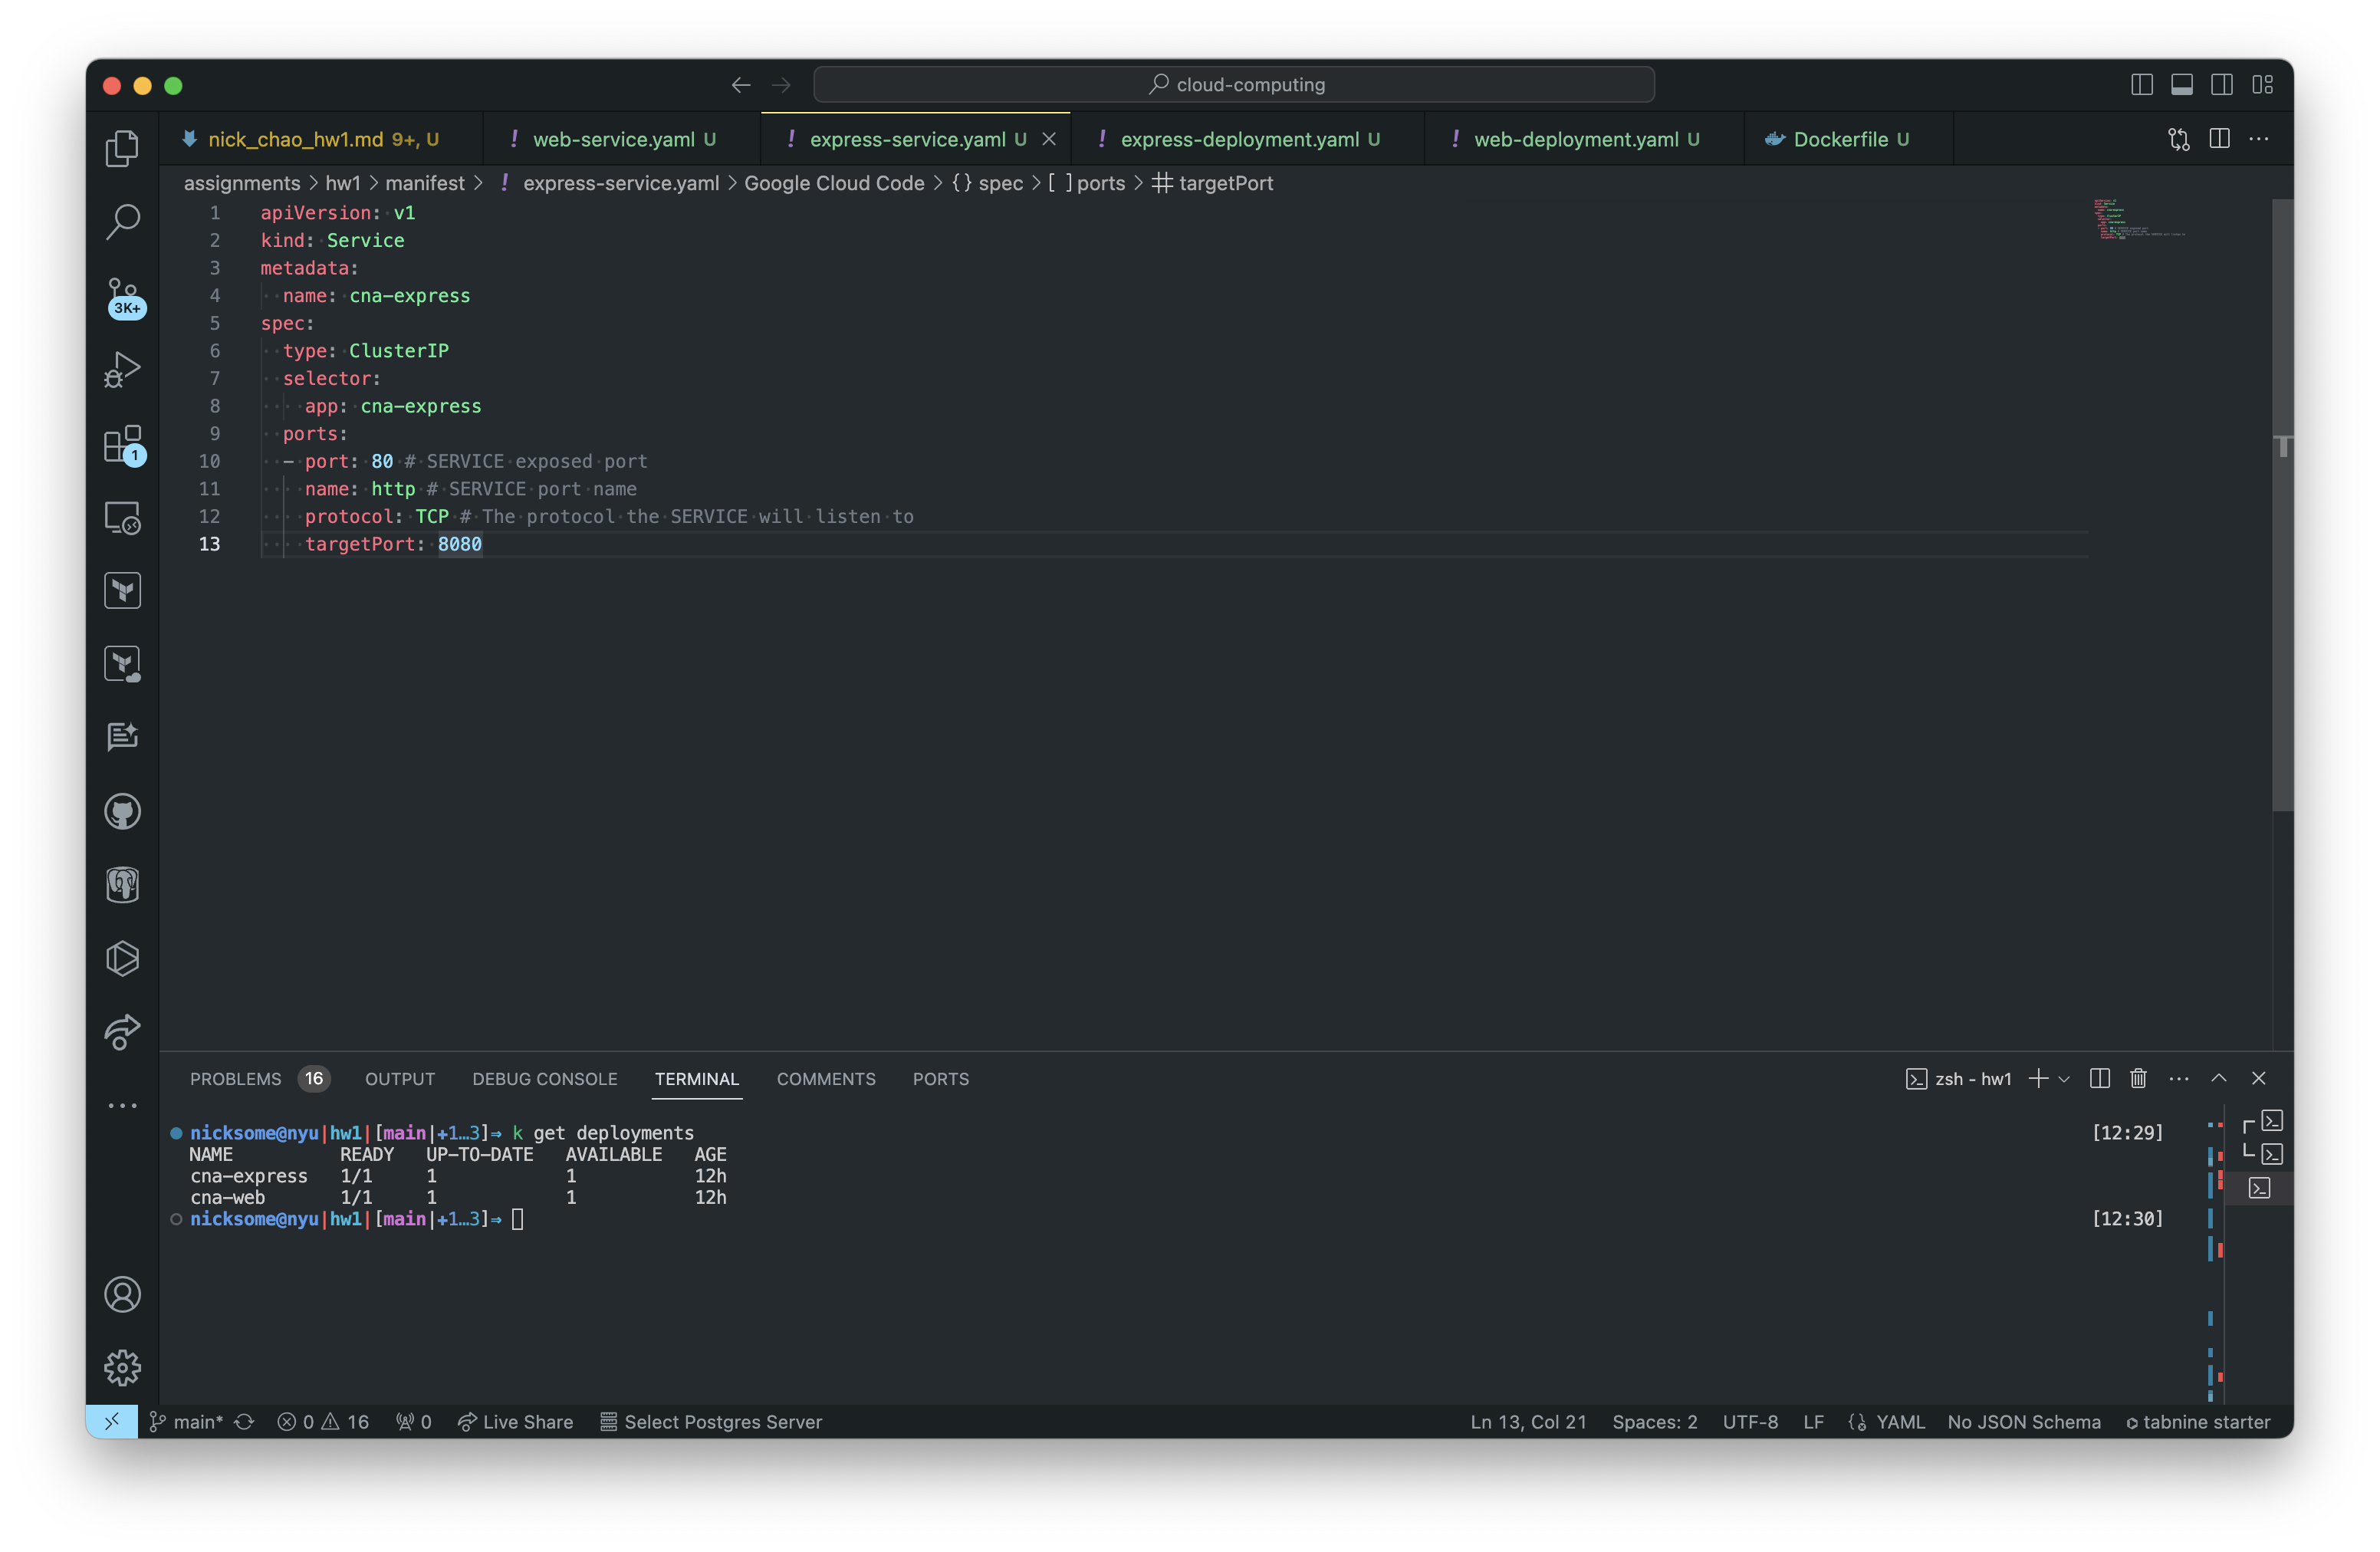 cloud-computing
nick_chao_hw1.md 9+, U
web-service.yaml U
express-service.yaml U
express-deployment.yaml U
web-deployment.yaml U
Dockerfile U
assignments > hw1 > manifest > ! express-service.yaml > Google Cloud Code > {} spec > [ ] ports > targetPort
1 apiVersion: v1
2 kind: Service
3 metadata:
4 name: cna-express
5 spec:
6 type: ClusterIP
7 selector:
8 app: cna-express
9 ports:
10 - port: 80 # SERVICE exposed port
11 name: http # SERVICE port name
12 protocol: TCP # The protocol the SERVICE will listen to
13 targetPort: 8080
3K+
1
PROBLEMS 16 OUTPUT DEBUG CONSOLE TERMINAL COMMENTS PORTS
zsh - hw1
nicksome@nyu|hw1|[main|+1…3]⇒ k get deployments [12:29]
NAME READY UP-TO-DATE AVAILABLE AGE
cna-express 1/1 1 1 12h
cna-web 1/1 1 1 12h
nicksome@nyu|hw1|[main|+1…3]⇒ [12:30]
main* 0 16 0 Live Share Select Postgres Server
Ln 13, Col 21 Spaces: 2 UTF-8 LF YAML No JSON Schema tabnine starter